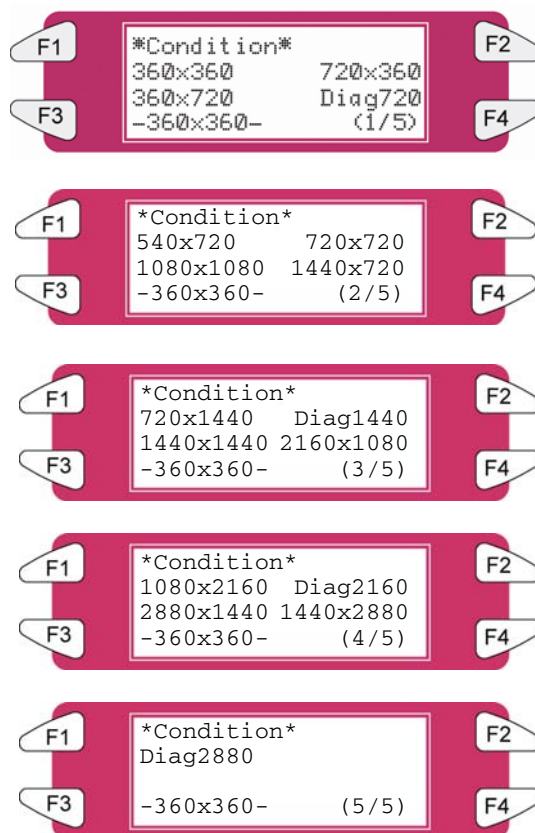 F1 F2
*Condition*
360x360 720x360
360x720 Diag720
F3 F4
-360x360- (1/5)
F1 F2
*Condition*
540x720 720x720
1080x1080 1440x720
F3 F4
-360x360- (2/5)
F1 F2
*Condition*
720x1440 Diag1440
1440x1440 2160x1080
F3 F4
-360x360- (3/5)
F1 F2
*Condition*
1080x2160 Diag2160
2880x1440 1440x2880
F3 F4
-360x360- (4/5)
F1 F2
*Condition*
Diag2880
F3 F4
-360x360- (5/5)